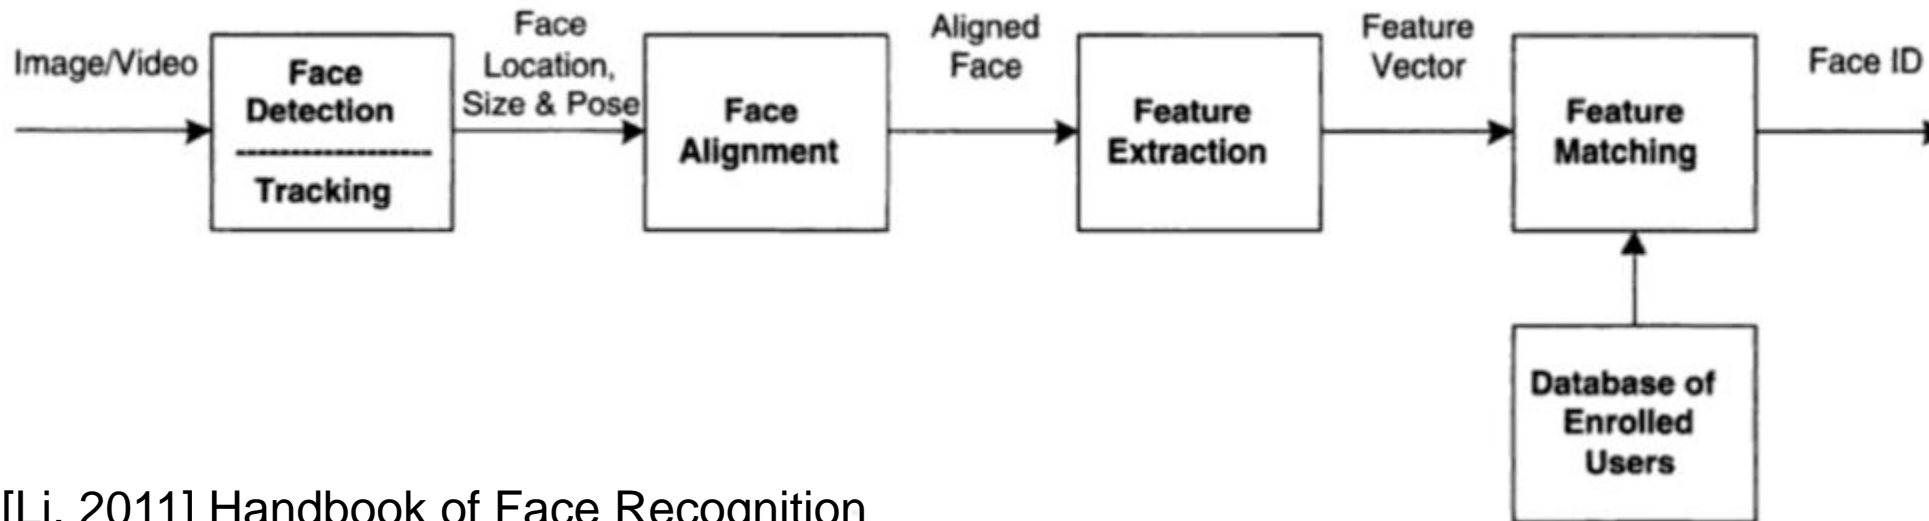 Image/Video
Face
Detection
Tracking
Face
Location,
Size & Pose
Face
Alignment
Aligned
Face
Feature
Extraction
Feature
Vector
Feature
Matching
Face ID
Database of
Enrolled
Users
[Li, 2011] Handbook of Face Recognition